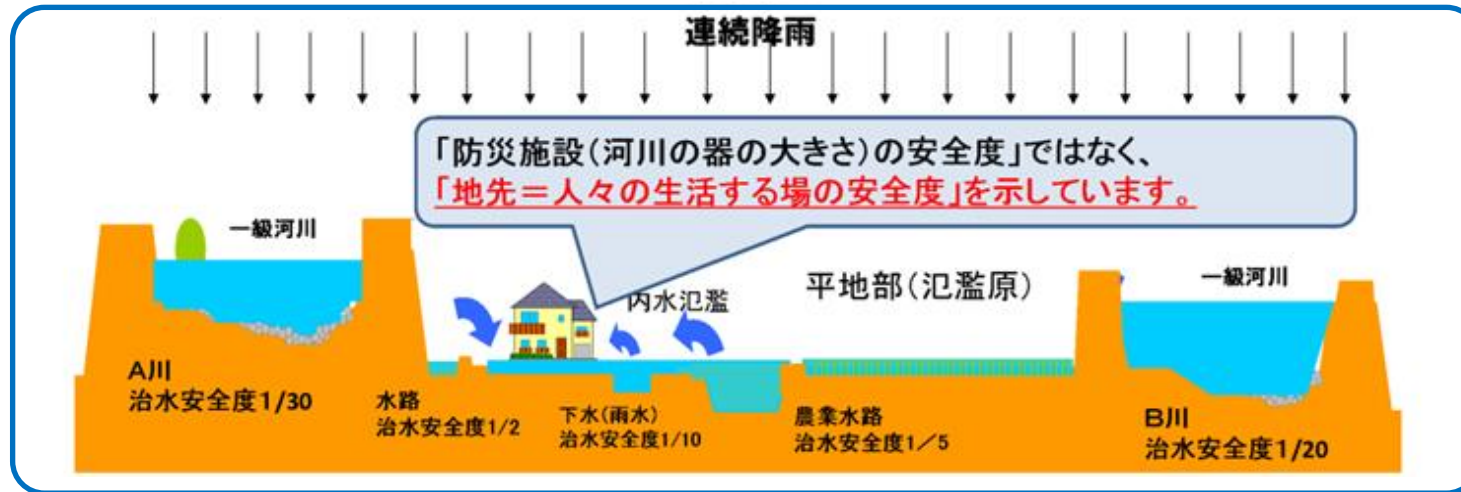 連続降雨
「防災施設(河川の器の大きさ)の安全度」ではなく、
「地先＝人々の生活する場の安全度」を示しています。
一級河川
内水氾濫
平地部(氾濫原)
一級河川
A川
治水安全度1/30
水路
治水安全度1/2
下水(雨水)
治水安全度1/10
農業水路
治水安全度1／5
B川
治水安全度1/20